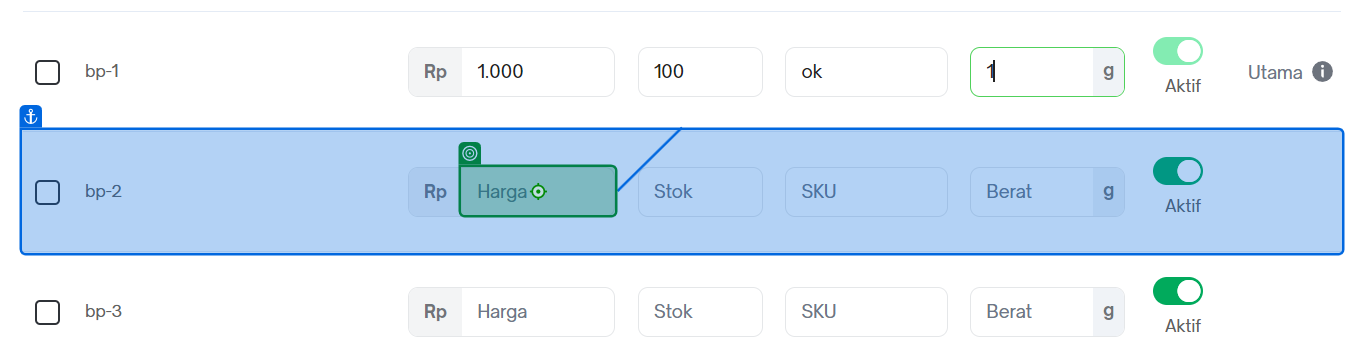 bp-1 Rp 1.000 100 ok 1 g Aktif Utama
bp-2 Rp Harga Stok SKU Berat g Aktif
bp-3 Rp Harga Stok SKU Berat g Aktif